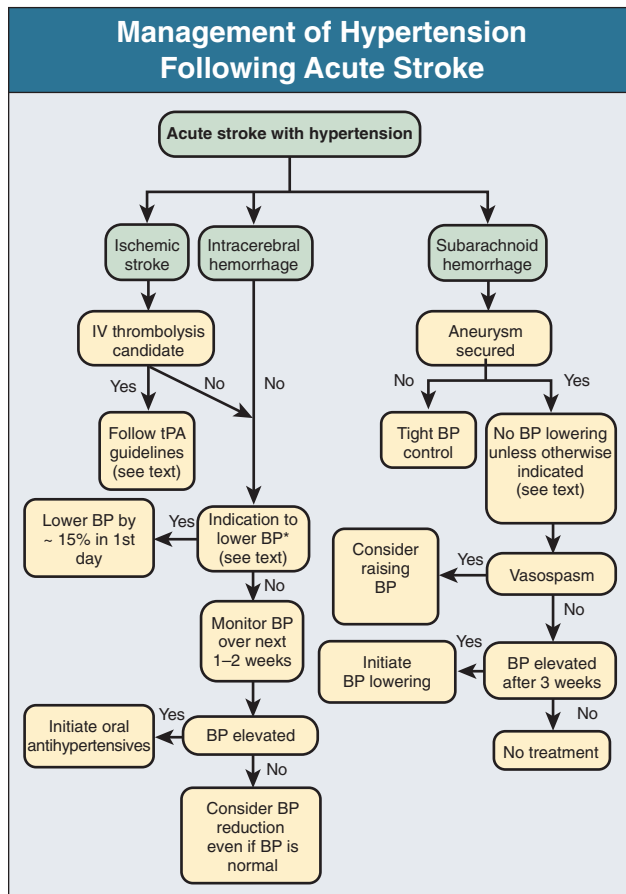 Management of Hypertension
Following Acute Stroke
Acute stroke with hypertension
Ischemic
stroke
Intracerebral
hemorrhage
Subarachnoid
hemorrhage
IV thrombolysis
candidate
Aneurysm
secured
Yes
No
No
No
Yes
Follow tPA
guidelines
(see text)
Tight BP
control
No BP lowering
unless otherwise
indicated
(see text)
Lower BP by
~ 15% in 1st
day
Yes
Indication to
lower BP*
(see text)
Consider
raising
BP
Yes
Vasospasm
No
No
Monitor BP
over next
1–2 weeks
Initiate
BP lowering
Yes
BP elevated
after 3 weeks
Initiate oral
antihypertensives
Yes
BP elevated
No
No treatment
No
Consider BP
reduction
even if BP is
normal